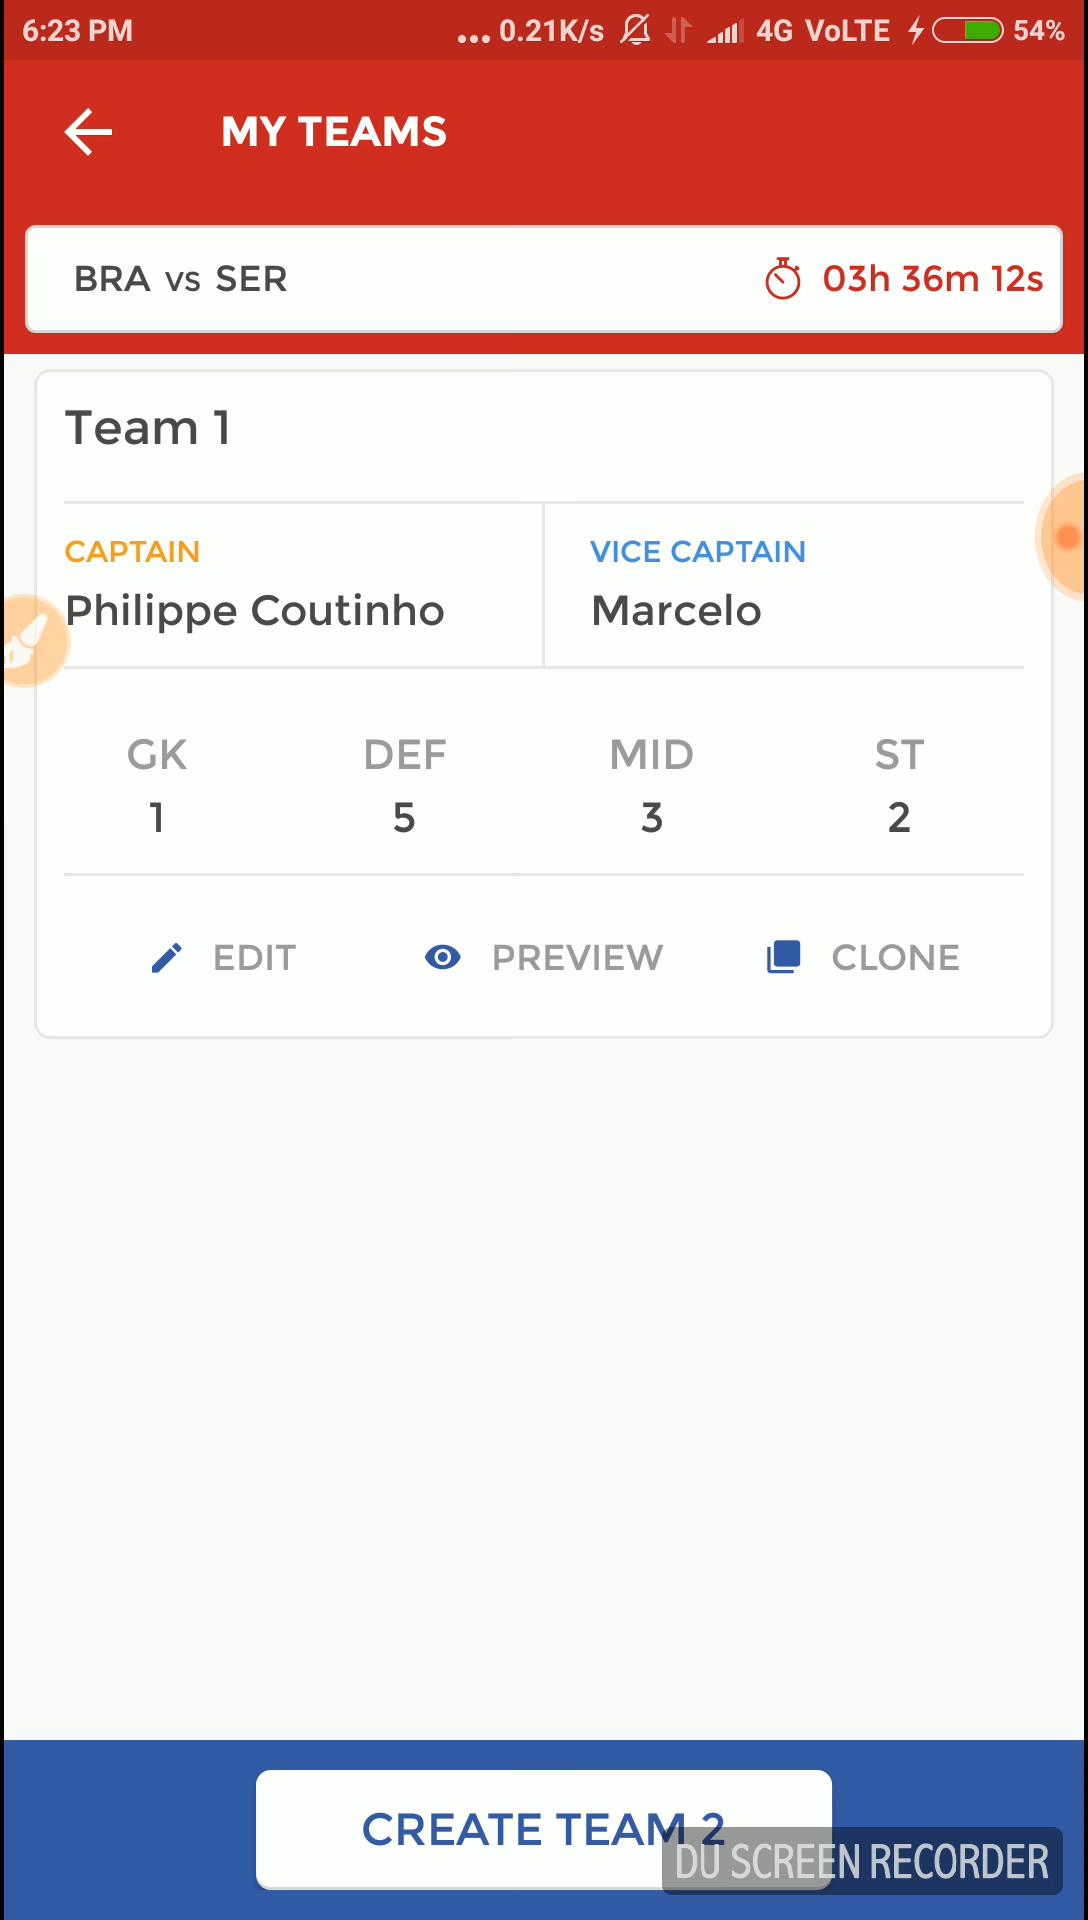 6:23 PM ... 0.21K/s 4G VoLTE 54%
MY TEAMS
BRA vs SER 03h 36m 12s
Team 1
CAPTAIN VICE CAPTAIN
Philippe Coutinho Marcelo
GK DEF MID ST
1 5 3 2
EDIT PREVIEW CLONE
CREATE TEAM 2
DU SCREEN RECORDER